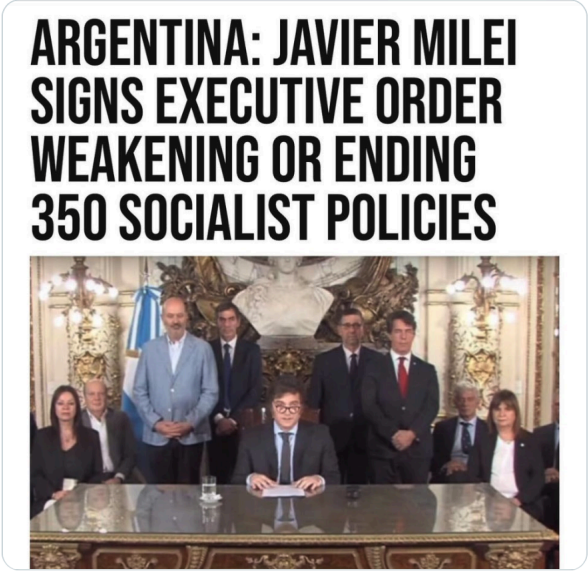 ARGENTINA: JAVIER MILEI
SIGNS EXECUTIVE ORDER
WEAKENING OR ENDING
350 SOCIALIST POLICIES